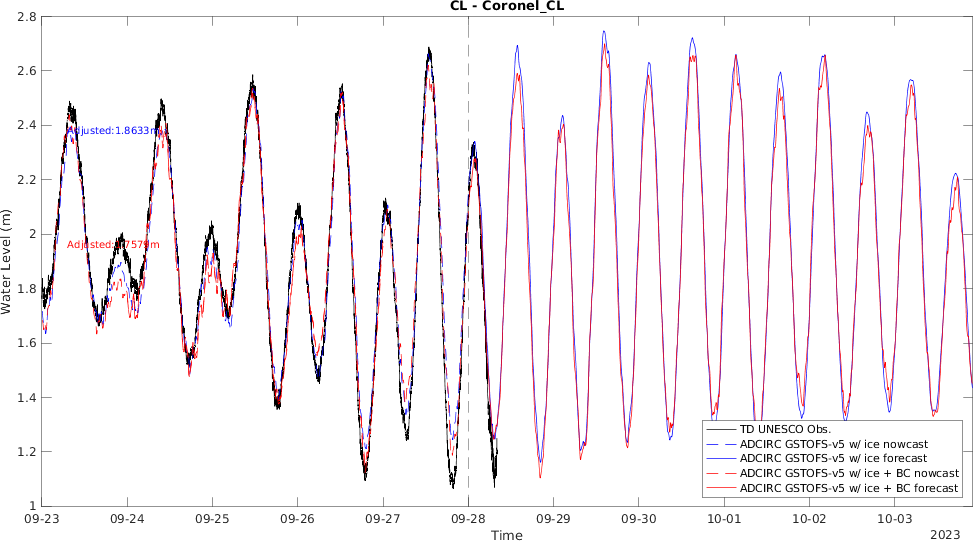 CL - Coronel_CL
2.8
2.6
2.4
2.2
2
1.8
1.6
1.4
1.2
1
Water Level (m)
Adjusted:1.8633m
Adjusted:1.7579m
TD UNESCO Obs.
ADCIRC GSTOFS-v5 w/ ice nowcast
ADCIRC GSTOFS-v5 w/ ice forecast
ADCIRC GSTOFS-v5 w/ ice + BC nowcast
ADCIRC GSTOFS-v5 w/ ice + BC forecast
09-23 09-24 09-25 09-26 09-27 09-28 09-29 09-30 10-01 10-02 10-03
Time
2023